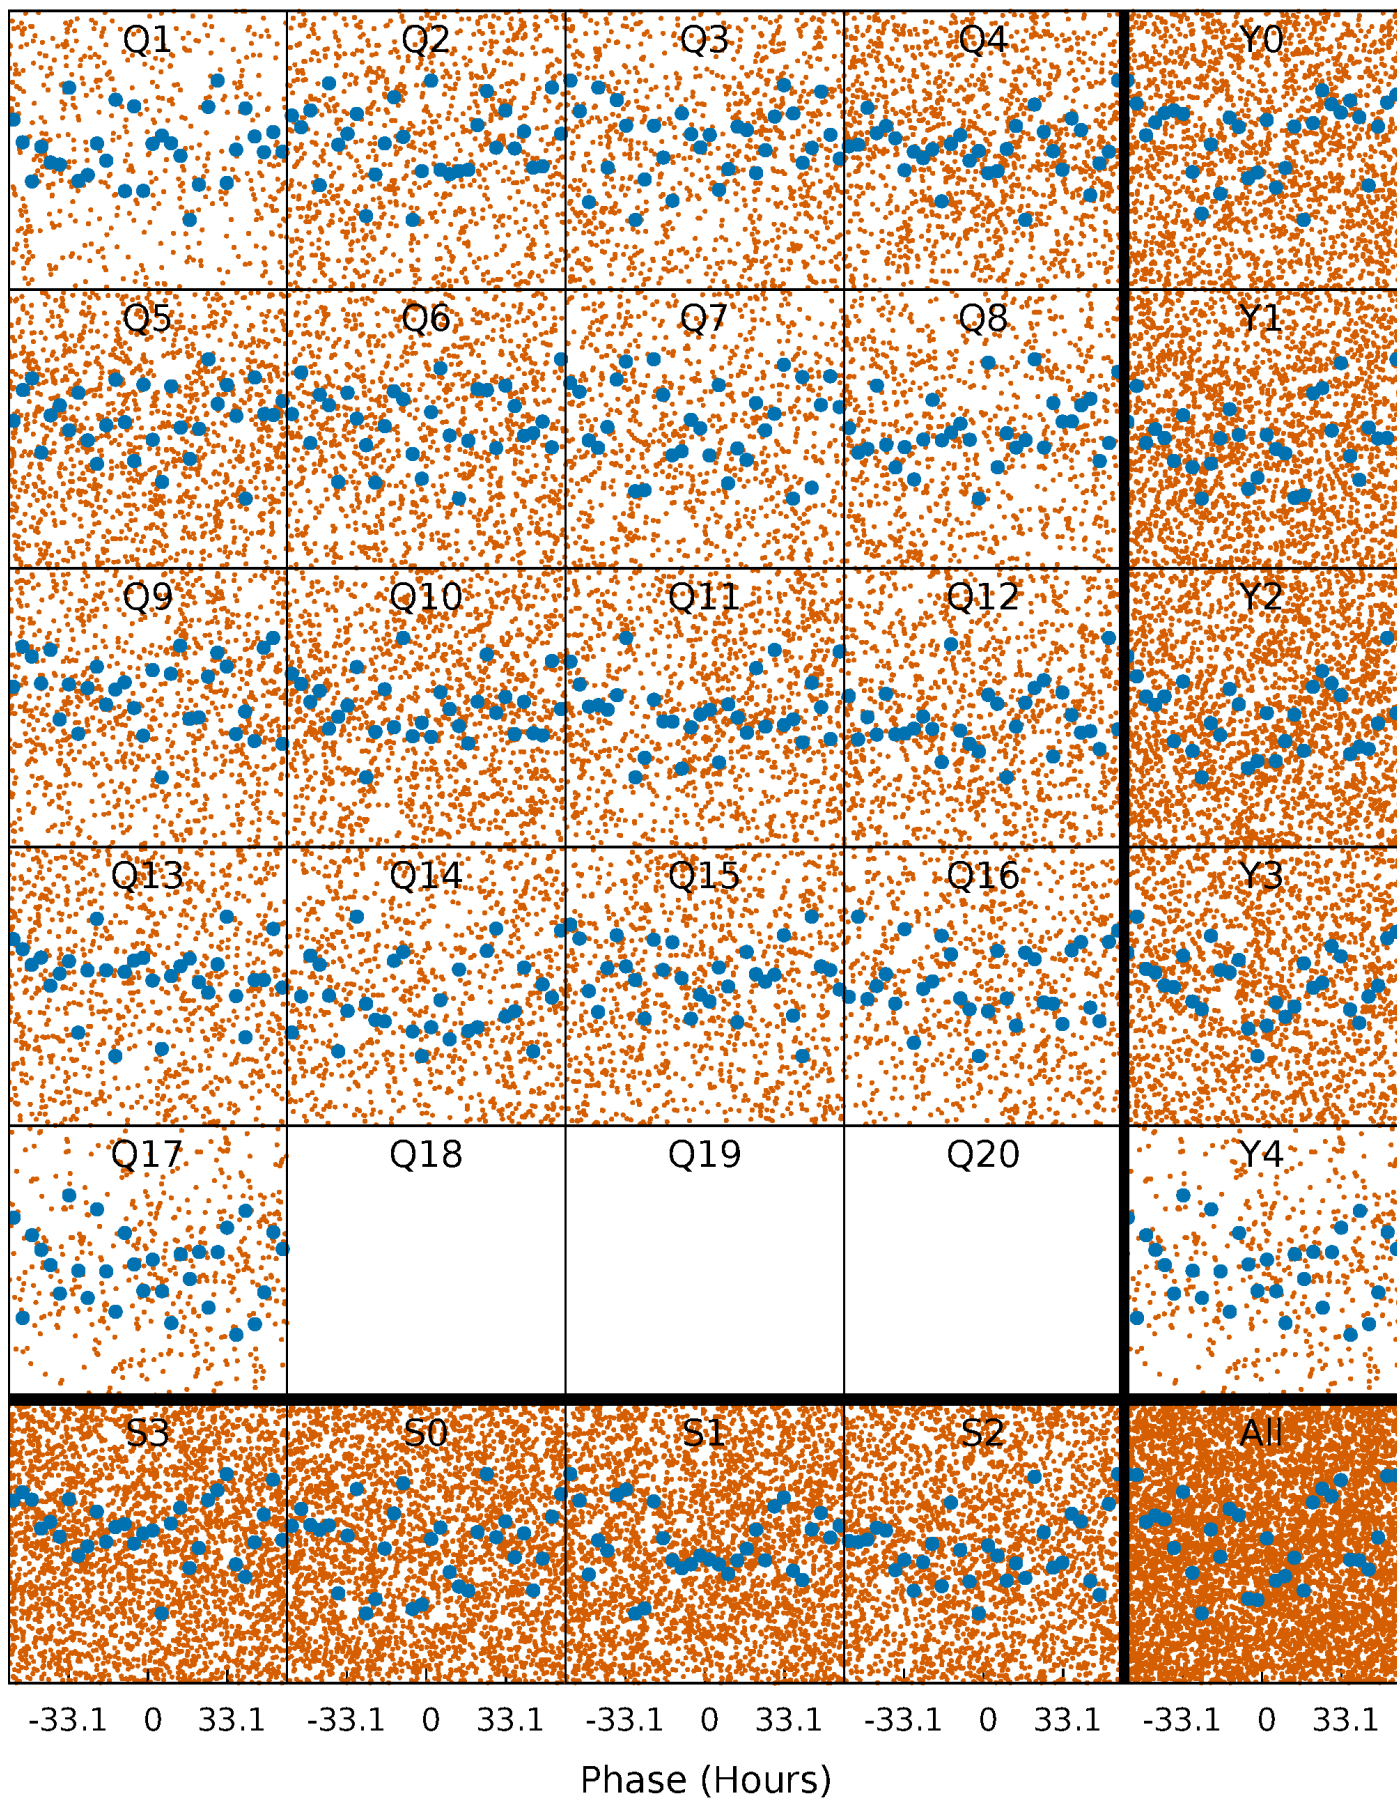 Q1 Q2 Q3 Q4 Y0
Q5 Q6 Q7 Q8 Y1
Q9 Q10 Q11 Q12 Y2
Q13 Q14 Q15 Q16 Y3
Q17 Q18 Q19 Q20 Y4
S3 S0 S1 S2 All
-33.1 0 33.1 -33.1 0 33.1 -33.1 0 33.1 -33.1 0 33.1 -33.1 0 33.1
Phase (Hours)